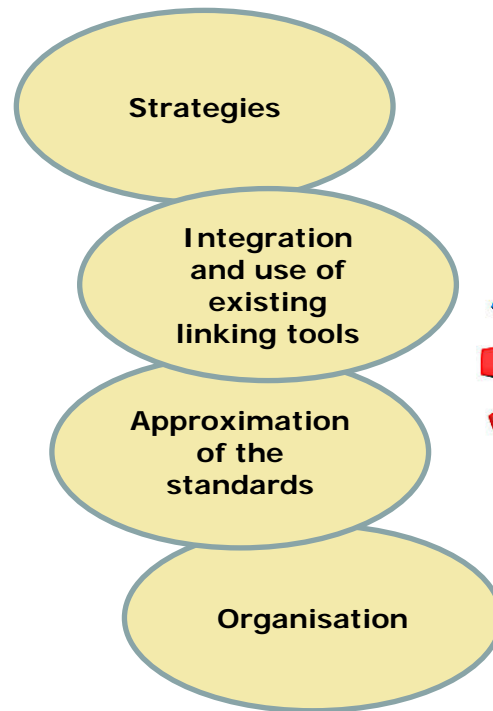 Strategies
Integration
and use of
existing
linking tools
Approximation
of the
standards
Organisation